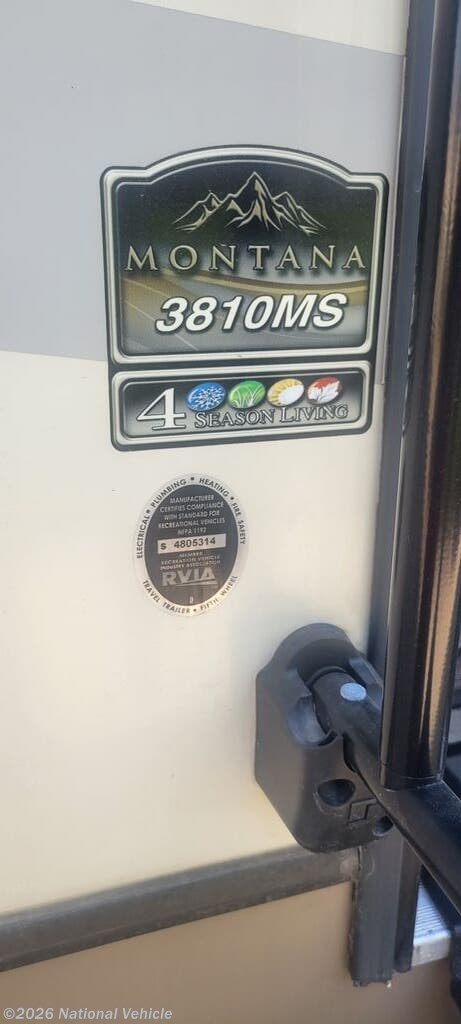 MONTANA
3810MS
4 SEASON LIVING
ELECTRICAL • PLUMBING • HEATING • FIRE SAFETY
MANUFACTURER
CERTIFIES COMPLIANCE
WITH STANDARD FOR
RECREATIONAL VEHICLES
NFPA 1192
S 4805314
MEMBER
RECREATION VEHICLE
INDUSTRY ASSOCIATION
RVIA
TRAVEL TRAILER • FIFTH WHEEL
©2026 National Vehicle